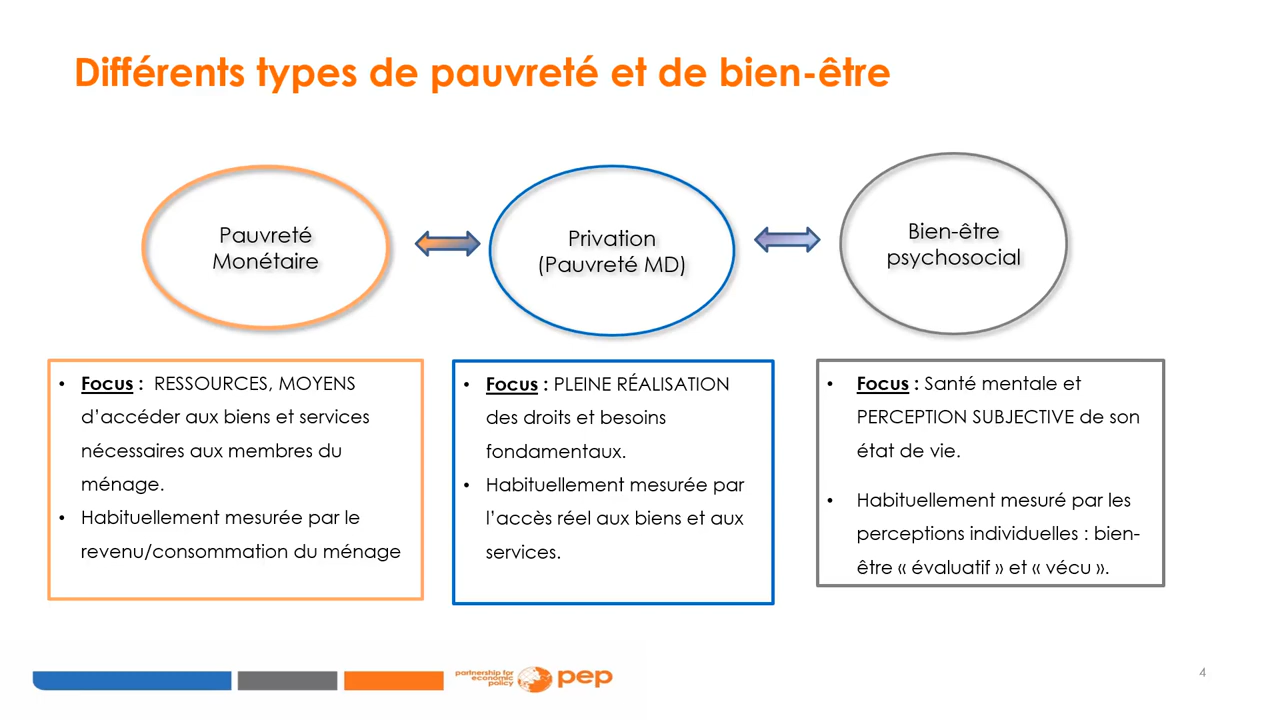 Différents types de pauvreté et de bien-être
Pauvreté
Monétaire
Privation
(Pauvreté MD)
Bien-être
psychosocial
• Focus :  RESSOURCES, MOYENS
d’accéder aux biens et services
nécessaires aux membres du
ménage.
• Habituellement mesurée par le
revenu/consommation du ménage
• Focus : PLEINE RÉALISATION
des droits et besoins
fondamentaux.
• Habituellement mesurée par
l’accès réel aux biens et aux
services.
• Focus : Santé mentale et
PERCEPTION SUBJECTIVE de son
état de vie.
• Habituellement mesuré par les
perceptions individuelles : bien-
être « évaluatif » et « vécu ».
partnership for
economic
policy
pep
4